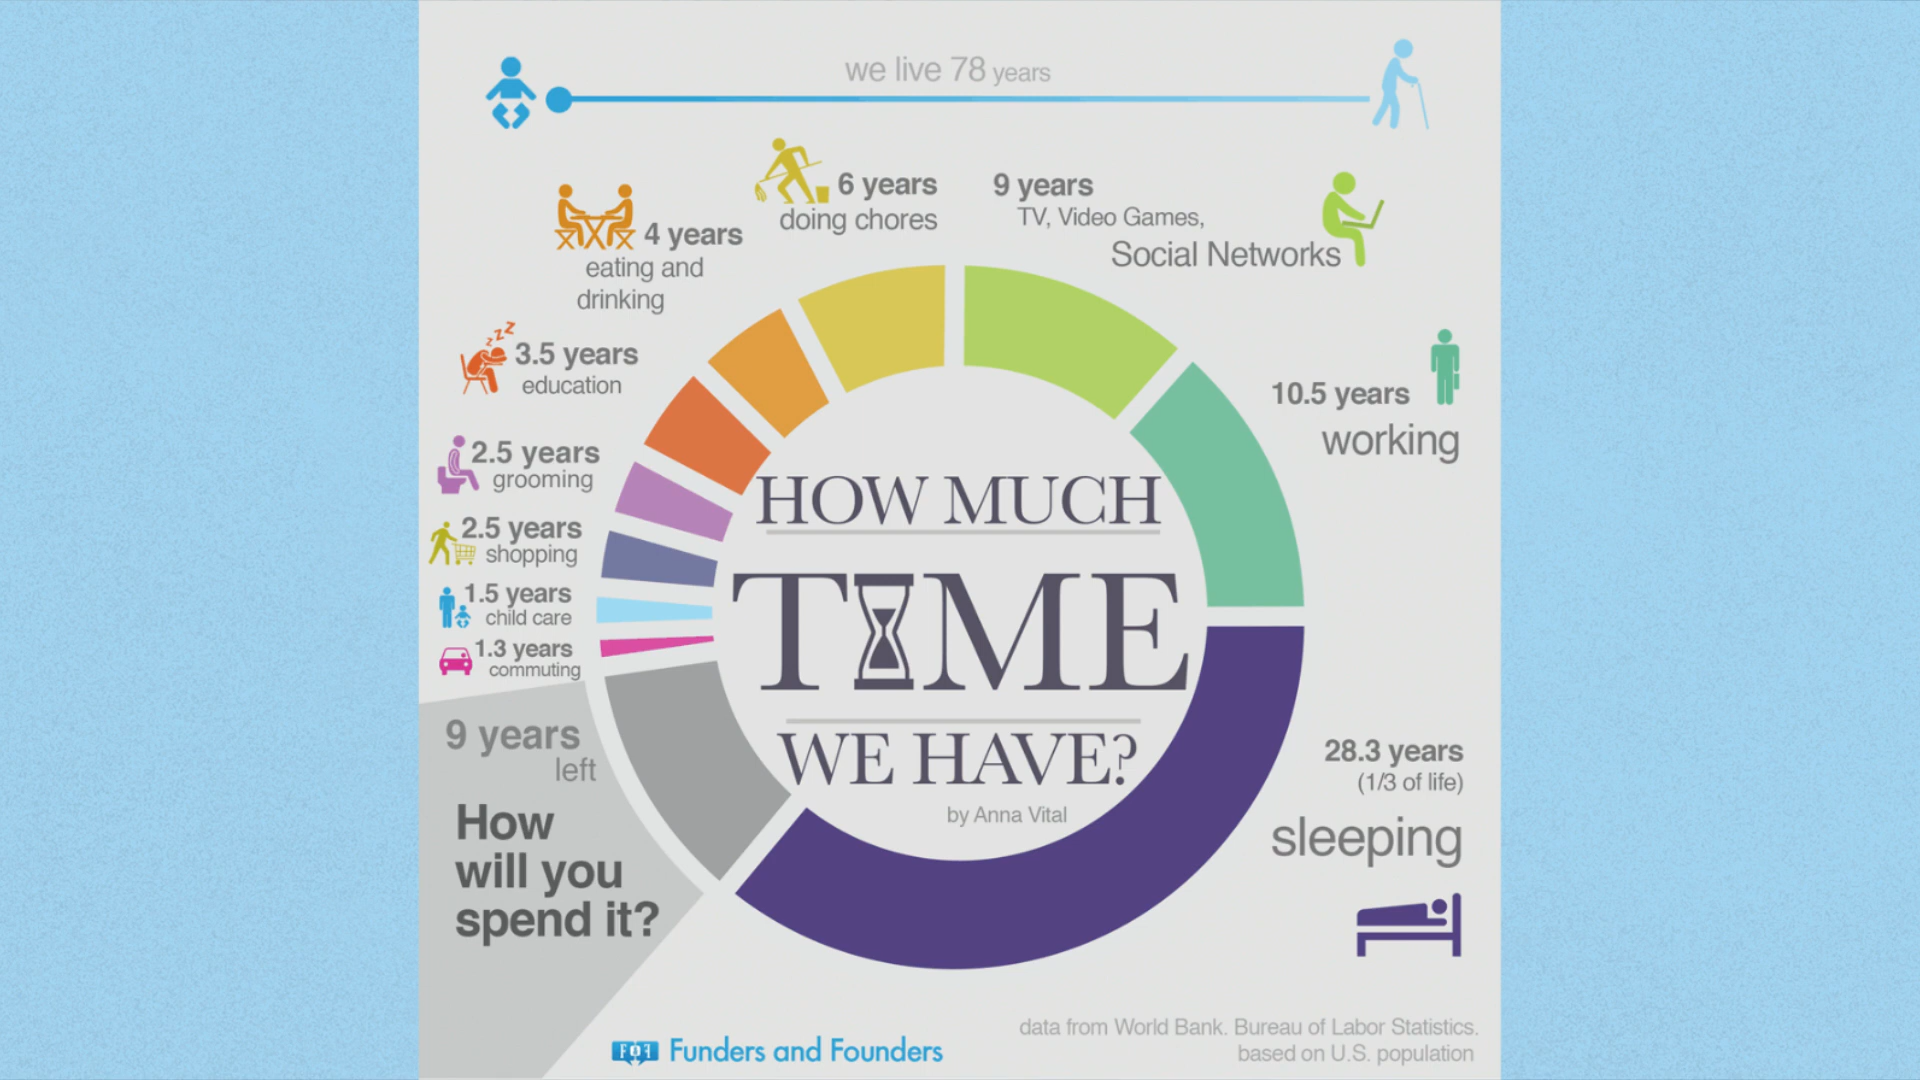 we live 78 years
6 years
doing chores
9 years
TV, Video Games,
Social Networks
4 years
eating and
drinking
3.5 years
education
10.5 years
working
2.5 years
grooming
2.5 years
shopping
1.5 years
child care
1.3 years
commuting
HOW MUCH
TIME
WE HAVE?
by Anna Vital
9 years
left
How
will you
spend it?
28.3 years
(1/3 of life)
sleeping
zzz
FOF Funders and Founders
data from World Bank. Bureau of Labor Statistics.
based on U.S. population